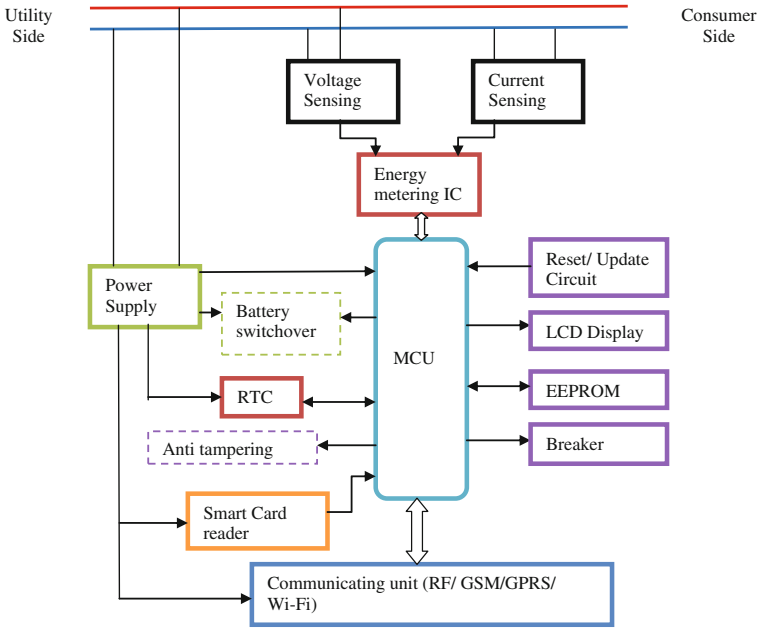 Utility
Side
Consumer
Side
Voltage
Sensing
Current
Sensing
Energy
metering IC
Power
Supply
Battery
switchover
RTC
Anti tampering
Smart Card
reader
MCU
Reset/ Update
Circuit
LCD Display
EEPROM
Breaker
Communicating unit (RF/ GSM/GPRS/
Wi-Fi)